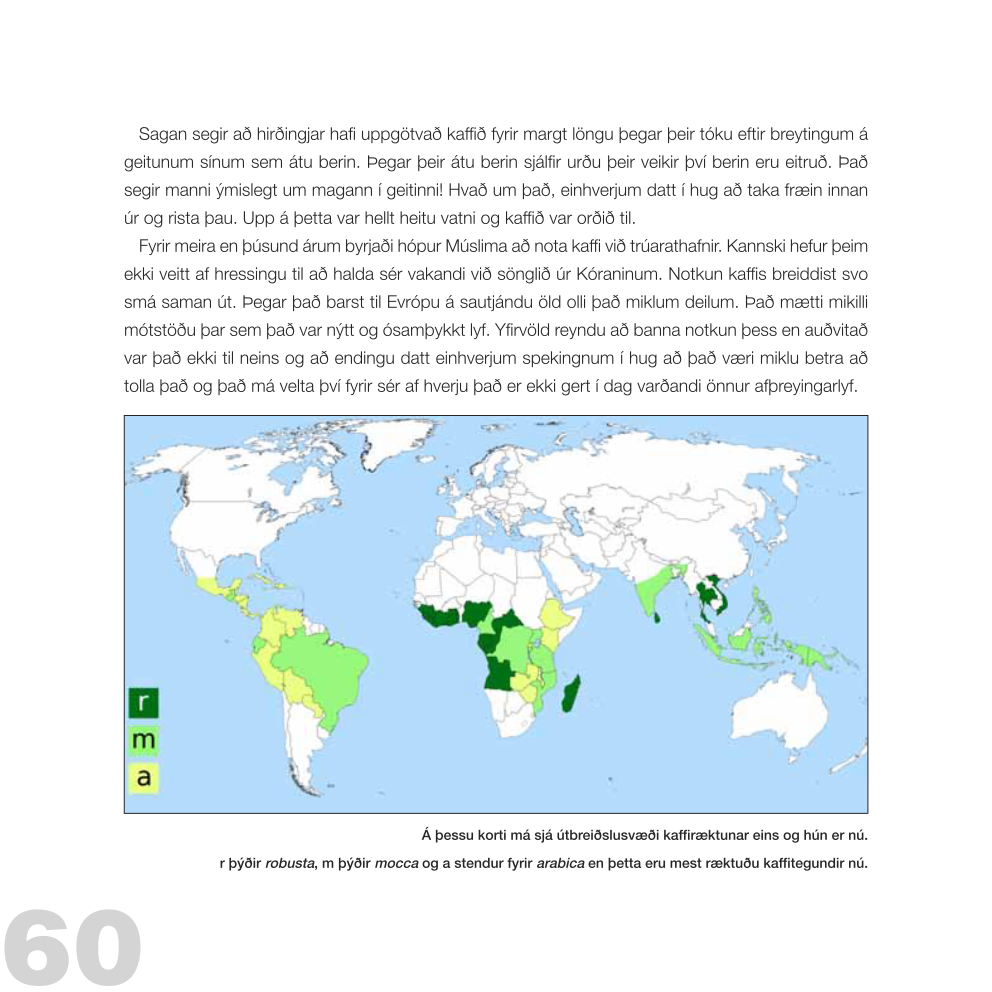 Sagan segir að hirðingjar hafi uppgötvað kaffið fyrir margt löngu þegar þeir tóku eftir breytingum á
geitunum sínum sem átu berin. Þegar þeir átu berin sjálfir urðu þeir veikir því berin eru eitruð. Það
segir manni ýmislegt um magann í geitinni! Hvað um það, einhverjum datt í hug að taka fræin innan
úr og rista þau. Upp á þetta var hellt heitu vatni og kaffið var orðið til.
Fyrir meira en þúsund árum byrjaði hópur Múslima að nota kaffi við trúarathafnir. Kannski hefur þeim
ekki veitt af hressingu til að halda sér vakandi við sönglið úr Kóraninum. Notkun kaffis breiddist svo
smá saman út. Þegar það barst til Evrópu á sautjándu öld olli það miklum deilum. Það mætti mikilli
mótstöðu þar sem það var nýtt og ósamþykkt lyf. Yfirvöld reyndu að banna notkun þess en auðvitað
var það ekki til neins og að endingu datt einhverjum spekingnum í hug að það væri miklu betra að
tolla það og það má velta því fyrir sér af hverju það er ekki gert í dag varðandi önnur afþreyingarlyf.
r
m
a
Á þessu korti má sjá útbreiðslusvæði kaffiræktunar eins og hún er nú.
r þýðir robusta, m þýðir mocca og a stendur fyrir arabica en þetta eru mest ræktuðu kaffitegundir nú.
60